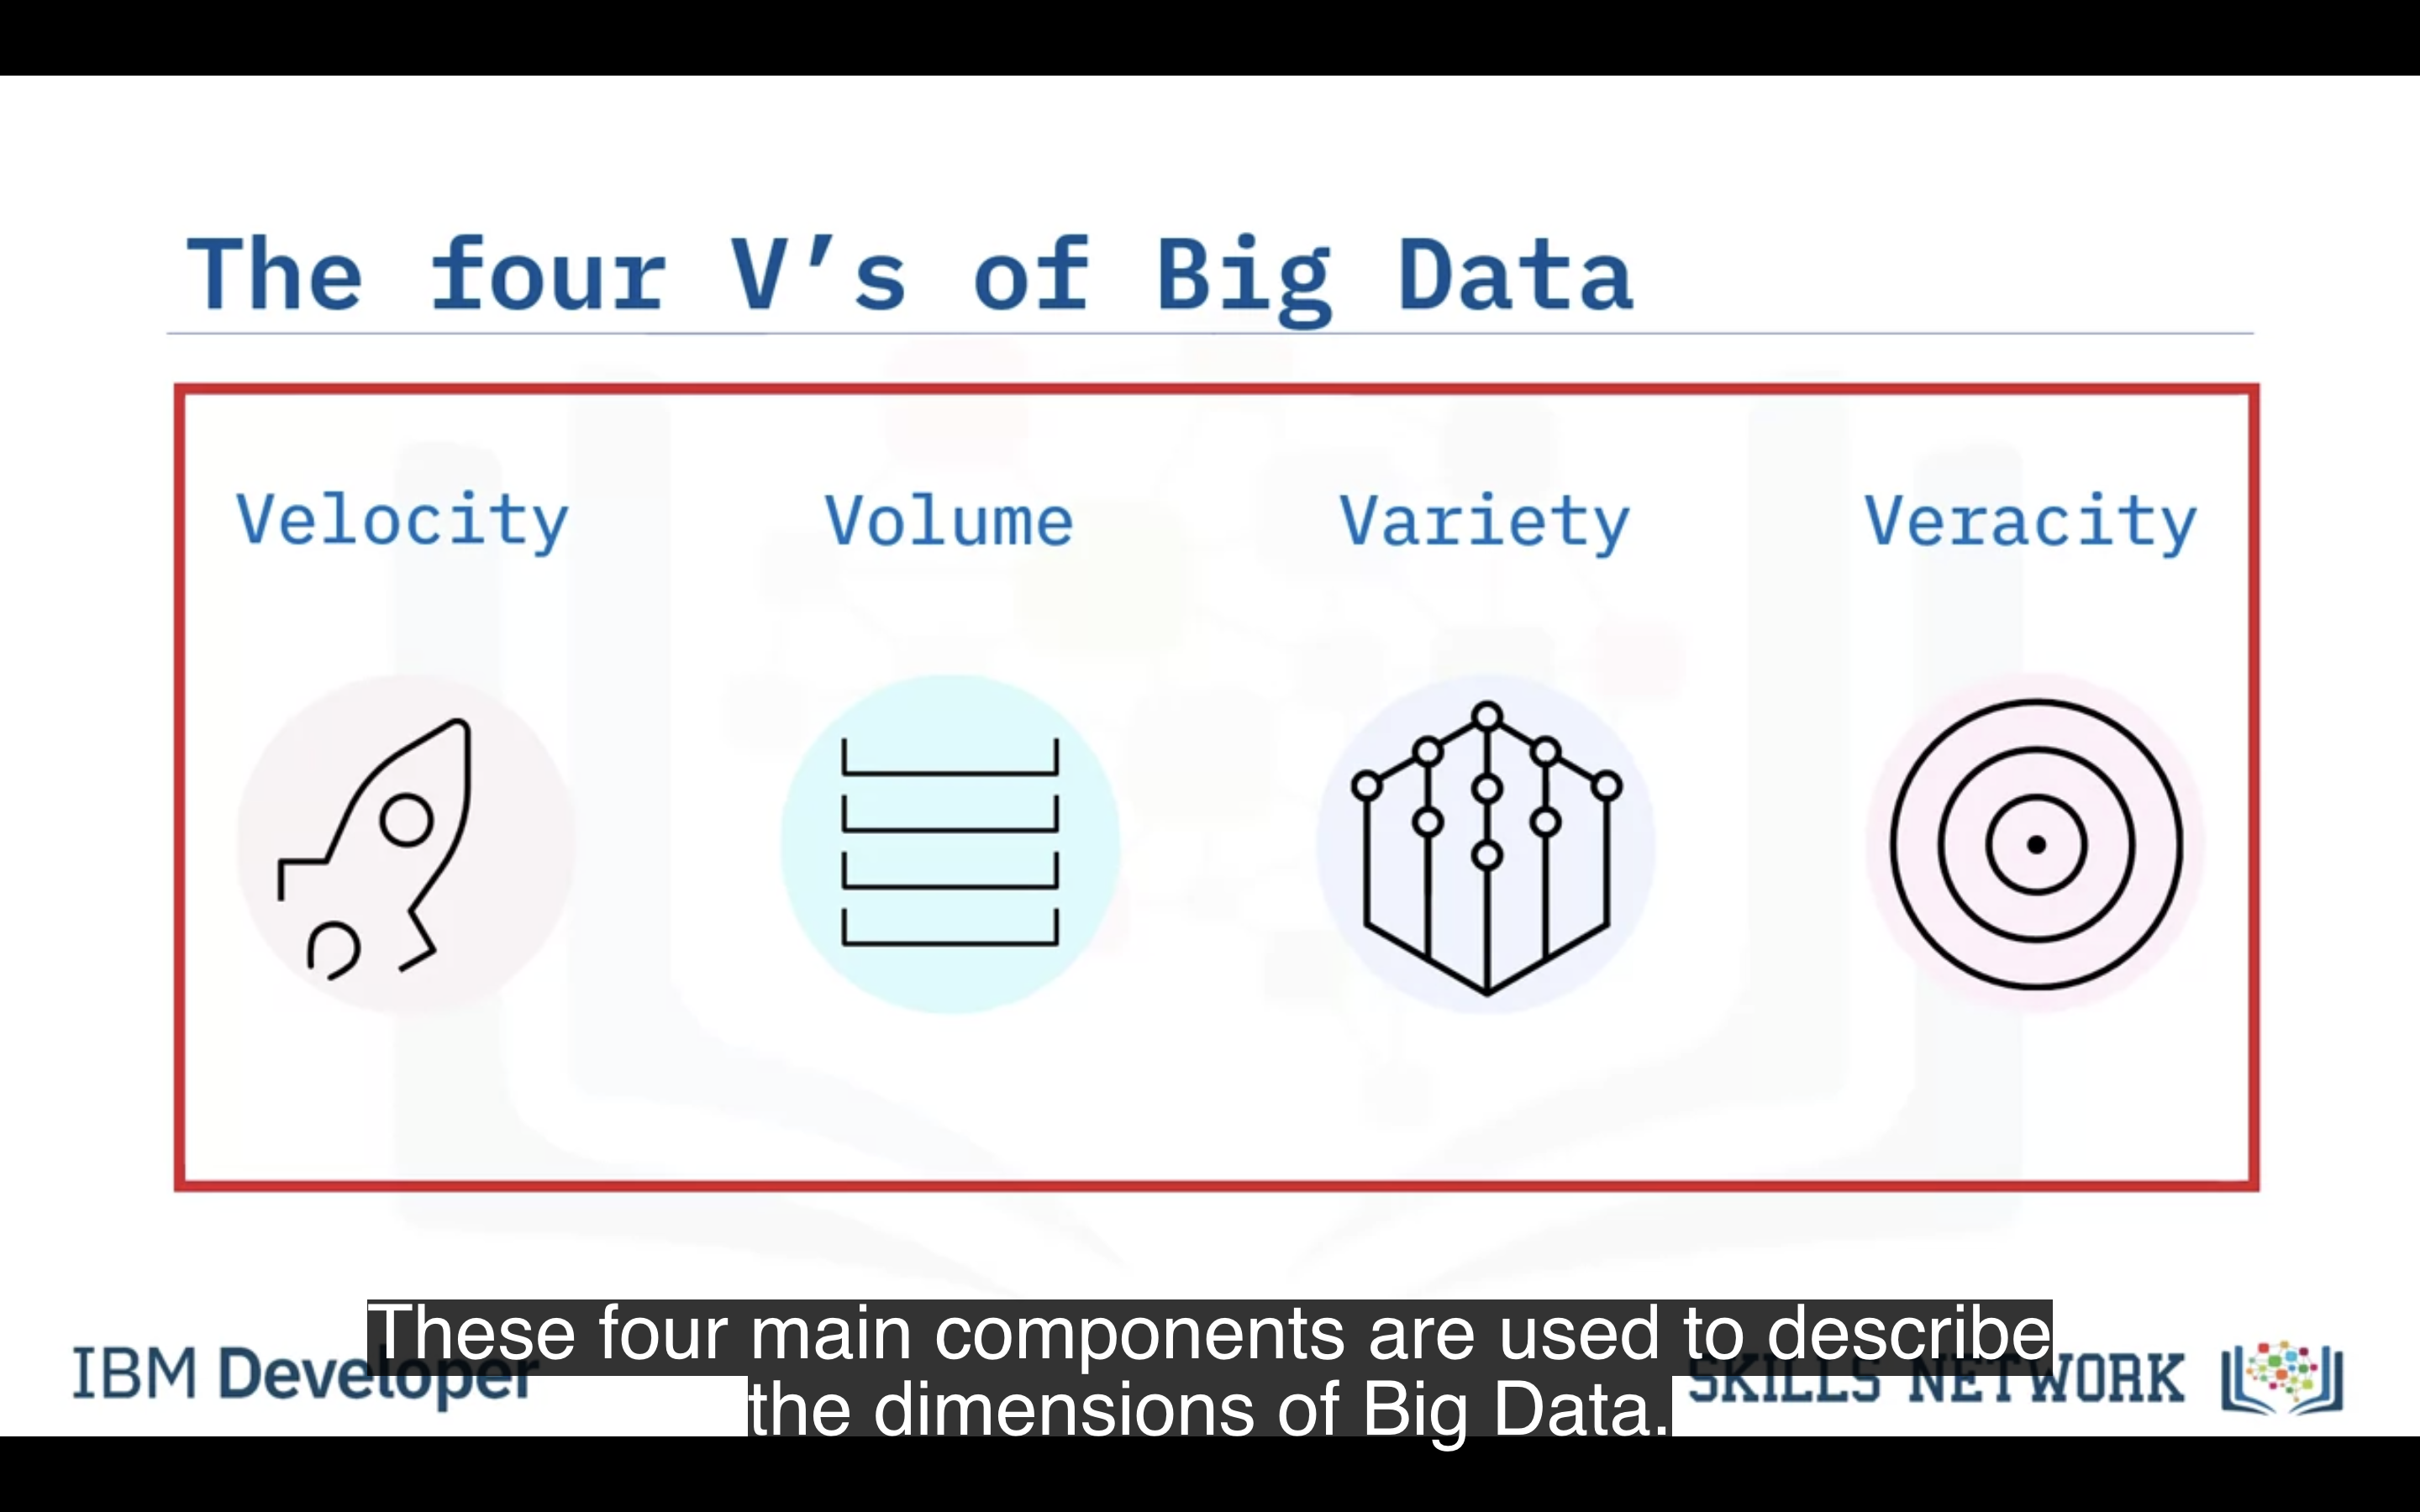 The four V's of Big Data
Velocity
Volume
Variety
Veracity
These four main components are used to describe
the dimensions of Big Data.
IBM Developer
SKILLS NETWORK